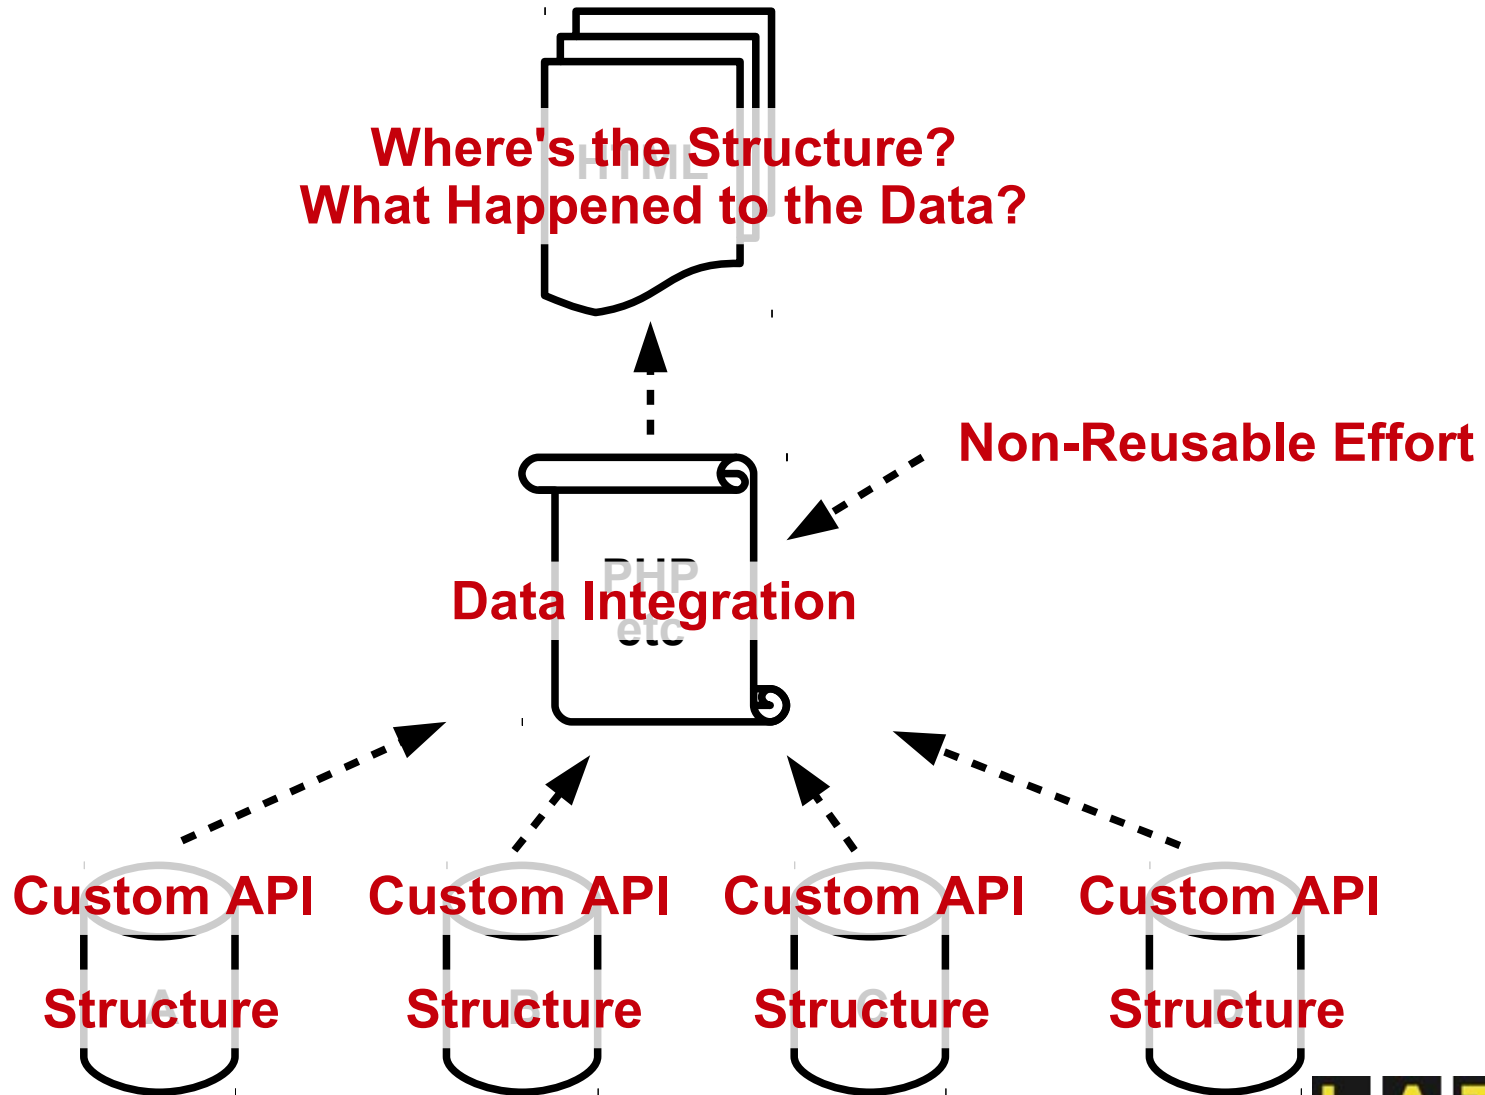 Where's the Structure?
HTML
What Happened to the Data?
Non-Reusable Effort
PHP
Data Integration
etc
Custom API Custom API Custom API Custom API
Structure Structure Structure Structure
A B C D